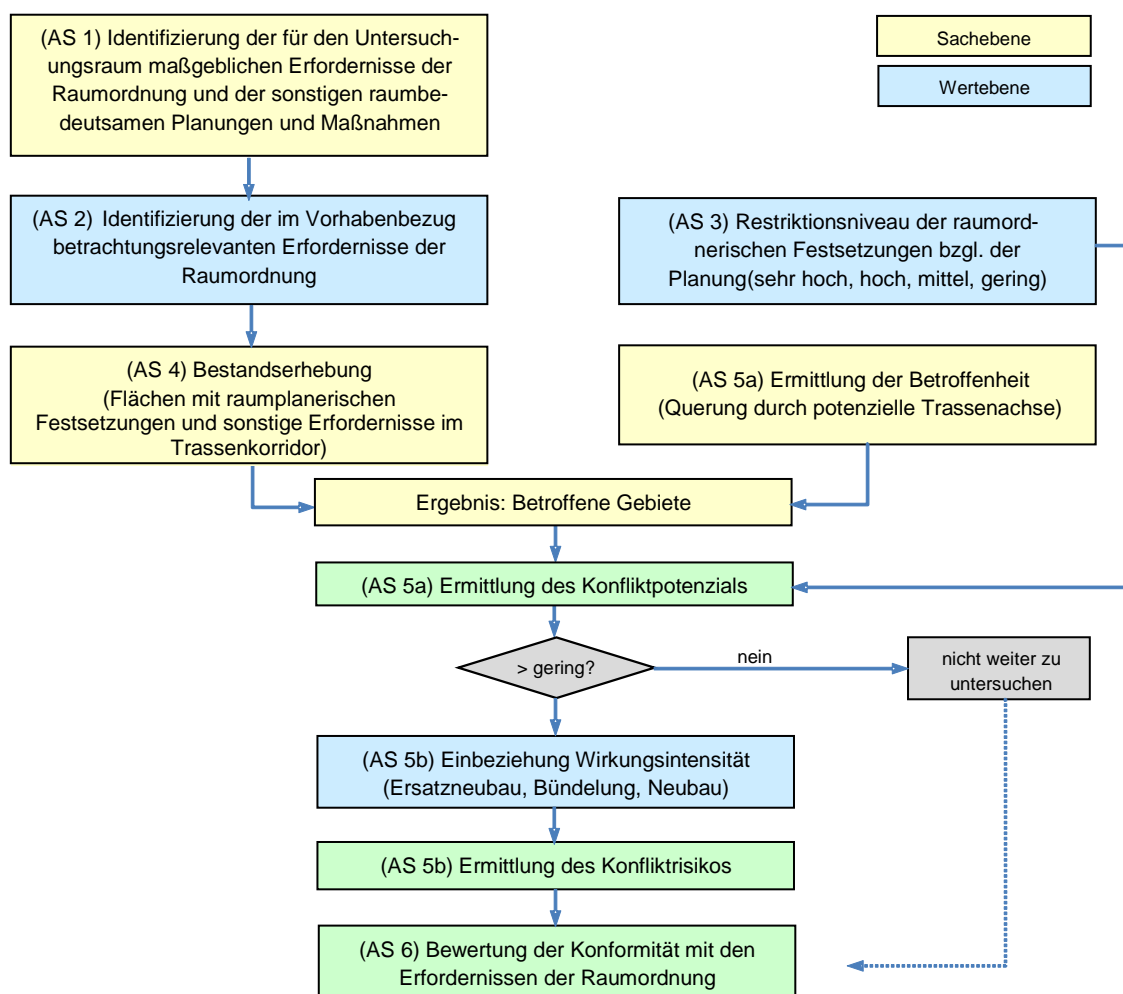 (AS 1) Identifizierung der für den Untersuch-
ungsraum maßgeblichen Erfordernisse der
Raumordnung und der sonstigen raumbe-
deutsamen Planungen und Maßnahmen
Sachebene
Wertebene
(AS 2) Identifizierung der im Vorhabenbezug
betrachtungsrelevanten Erfordernisse der
Raumordnung
(AS 3) Restriktionsniveau der raumord-
nerischen Festsetzungen bzgl. der
Planung(sehr hoch, hoch, mittel, gering)
(AS 4) Bestandserhebung
(Flächen mit raumplanerischen
Festsetzungen und sonstige Erfordernisse im
Trassenkorridor)
(AS 5a) Ermittlung der Betroffenheit
(Querung durch potenzielle Trassenachse)
Ergebnis: Betroffene Gebiete
(AS 5a) Ermittlung des Konfliktpotenzials
> gering?
nein
nicht weiter zu
untersuchen
(AS 5b) Einbeziehung Wirkungsintensität
(Ersatzneubau, Bündelung, Neubau)
(AS 5b) Ermittlung des Konfliktrisikos
(AS 6) Bewertung der Konformität mit den
Erfordernissen der Raumordnung